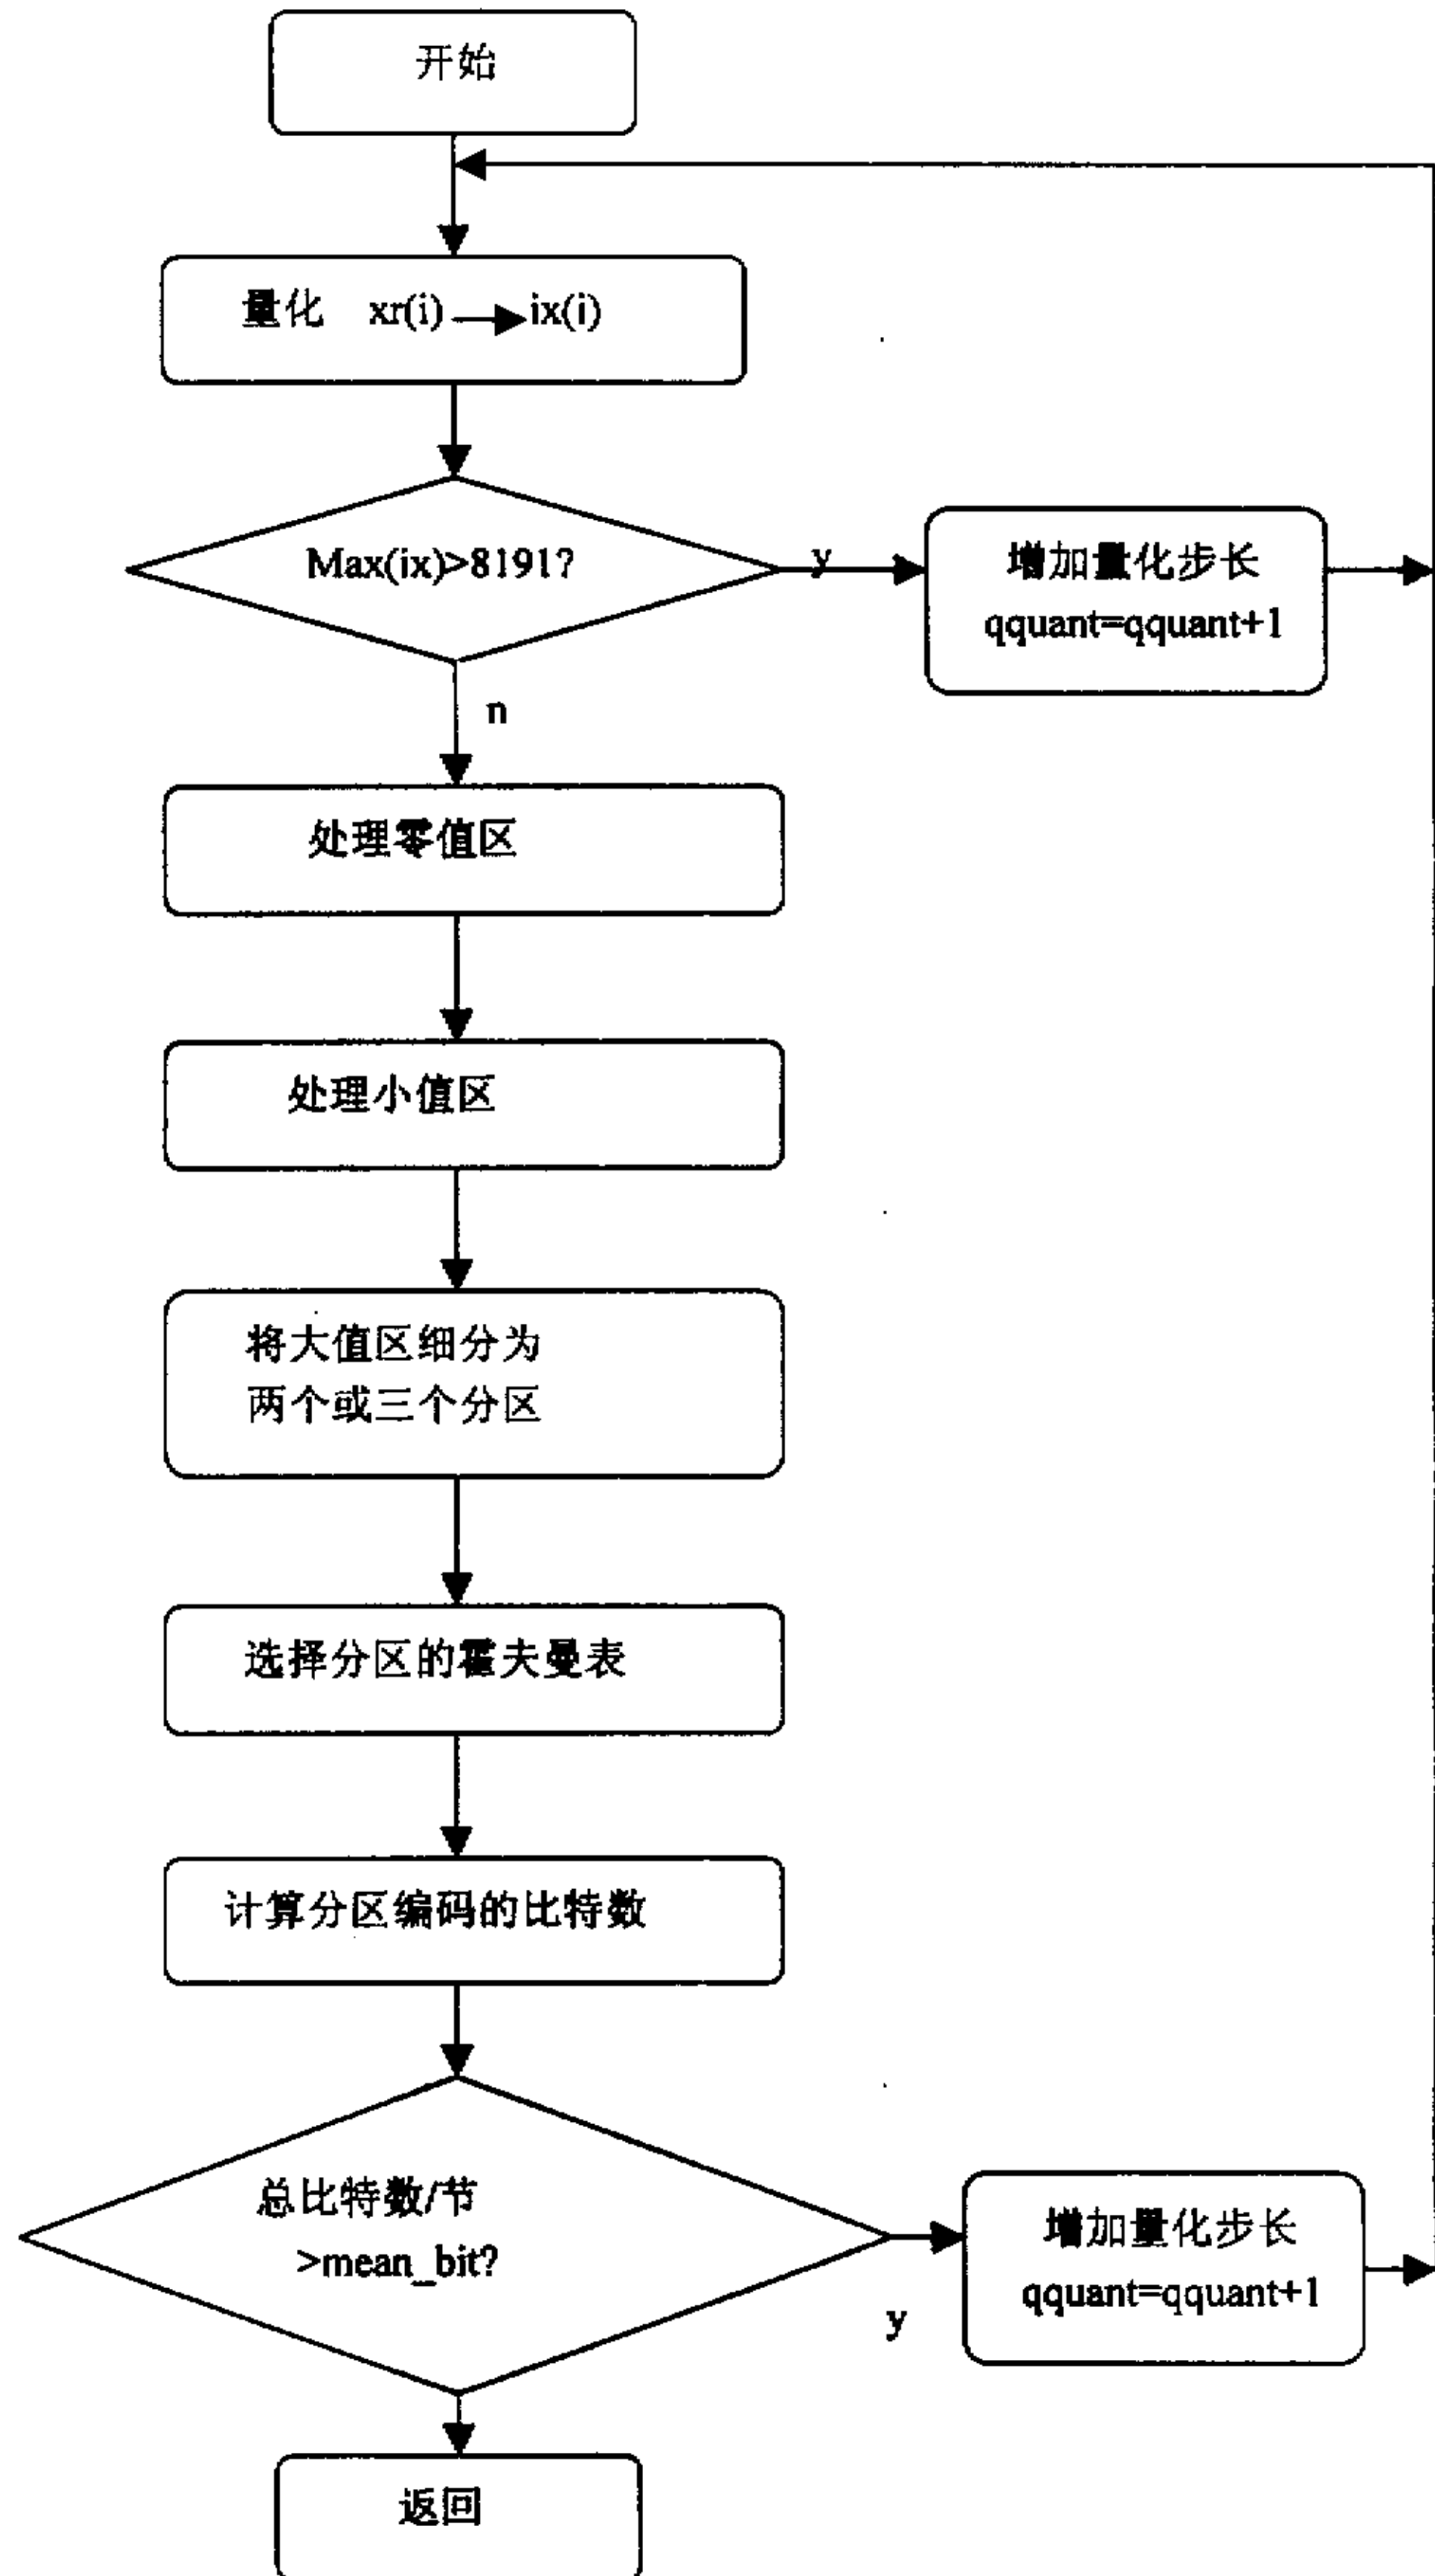 开始
量化 xr(i) ix(i)
Max(ix)>8191?
y
增加量化步长
qquant=qquant+1
n
处理零值区
处理小值区
将大值区细分为
两个或三个分区
选择分区的霍夫曼表
计算分区编码的比特数
总比特数/节
>mean_bit?
y
增加量化步长
qquant=qquant+1
返回